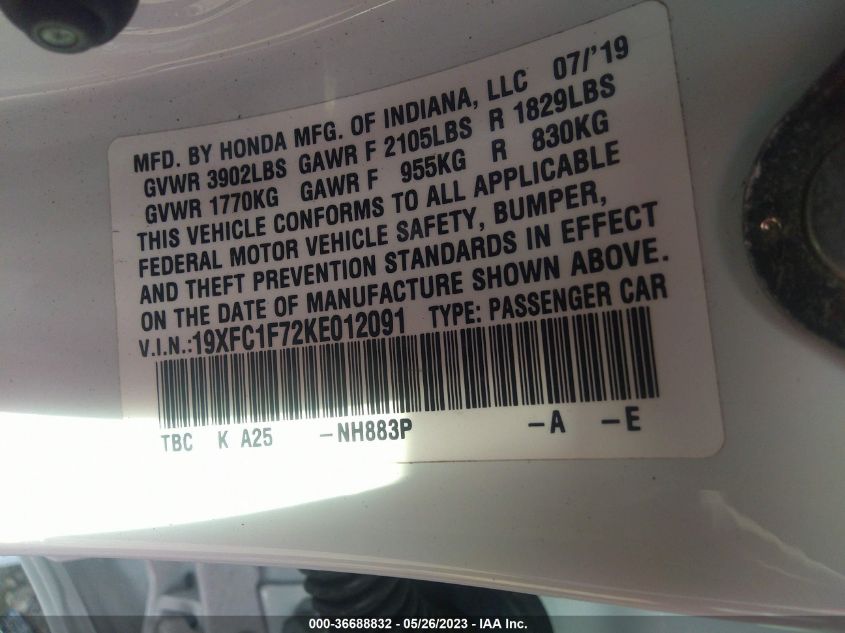 MFD. BY HONDA MFG. OF INDIANA, LLC 07/'19
GVWR 3902LBS GAWR F 2105LBS R 1829LBS
GVWR 1770KG GAWR F 955KG R 830KG
THIS VEHICLE CONFORMS TO ALL APPLICABLE
FEDERAL MOTOR VEHICLE SAFETY, BUMPER,
AND THEFT PREVENTION STANDARDS IN EFFECT
ON THE DATE OF MANUFACTURE SHOWN ABOVE.
V.I.N.:19XFC1F72KE012091 TYPE: PASSENGER CAR
TBC K A25 -NH883P -A -E
000-36688832 - 05/26/2023 - IAA Inc.